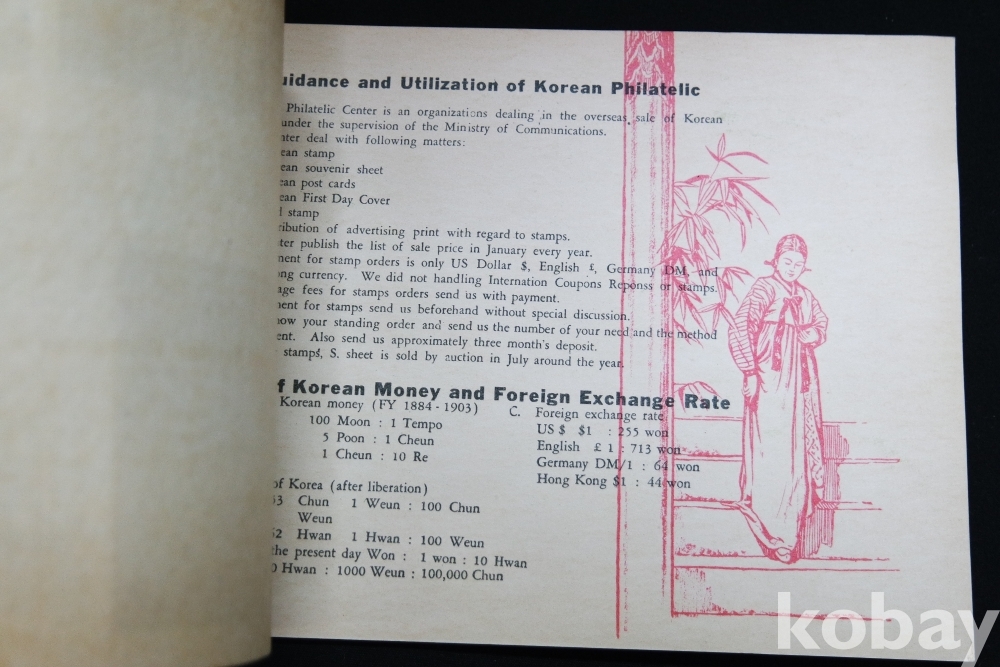 uidance and Utilization of Korean Philatelic
Philatelic Center is an organizations dealing in the overseas sale of Korean
under the supervision of the Ministry of Communications.
nter deal with following matters:
ean stamp
ean souvenir sheet
ean post cards
ean First Day Cover
l stamp
ribution of advertising print with regard to stamps.
ter publish the list of sale price in January every year.
ment for stamp orders is only US Dollar $, English £, Germany DM, and
ong currency. We did not handling Internation Coupons Reponss or stamps.
age fees for stamps orders send us with payment.
ment for stamps send us beforehand without special discussion.
now your standing order and send us the number of your need and the method
ent. Also send us approximately three month's deposit.
stamps, S. sheet is sold by auction in July around the year.
f Korean Money and Foreign Exchange Rate
Korean money (FY 1884-1903)
100 Moon : 1 Tempo
5 Poon : 1 Cheun
1 Cheun : 10 Re
of Korea (after liberation)
53 Chun 1 Weun : 100 Chun
Weun
62 Hwan 1 Hwan : 100 Weun
the present day Won : 1 won : 10 Hwan
0 Hwan : 1000 Weun : 100,000 Chun
C. Foreign exchange rate
US $ $1 : 255 won
English £ 1 : 713 won
Germany DM/1 : 64 won
Hong Kong $1 : 44 won
kobay